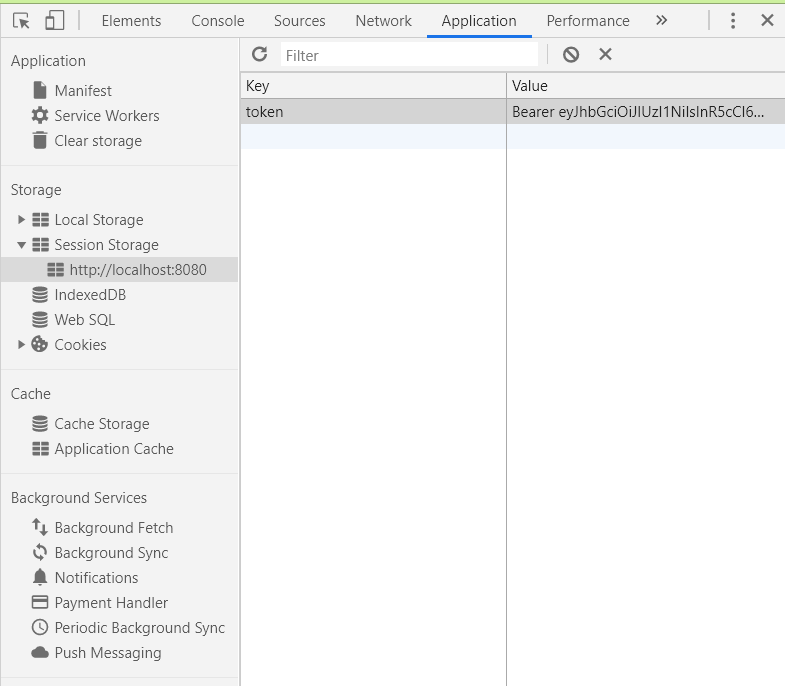 Elements Console Sources Network Application Performance »
Application
Manifest
Service Workers
Clear storage
Storage
Local Storage
Session Storage
http://localhost:8080
IndexedDB
Web SQL
Cookies
Cache
Cache Storage
Application Cache
Background Services
Background Fetch
Background Sync
Notifications
Payment Handler
Periodic Background Sync
Push Messaging
Filter
Key Value
token Bearer eyJhbGciOiJIUzI1NiIsInR5cCI6...